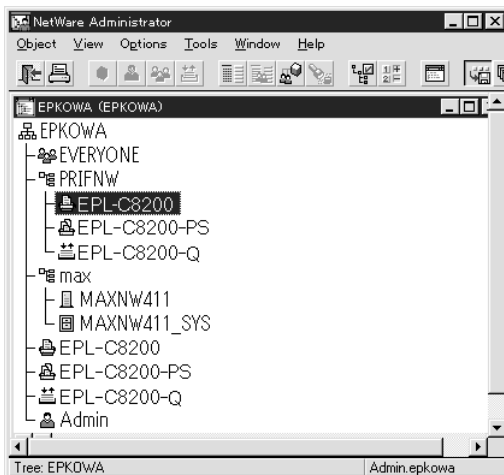 NetWare Administrator
Object View Options Tools Window Help
EPKOWA (EPKOWA)
EPKOWA
EVERYONE
PRIFNW
EPL-C8200
EPL-C8200-PS
EPL-C8200-Q
max
MAXNW411
MAXNW411_SYS
EPL-C8200
EPL-C8200-PS
EPL-C8200-Q
Admin
Tree: EPKOWA Admin.epkowa